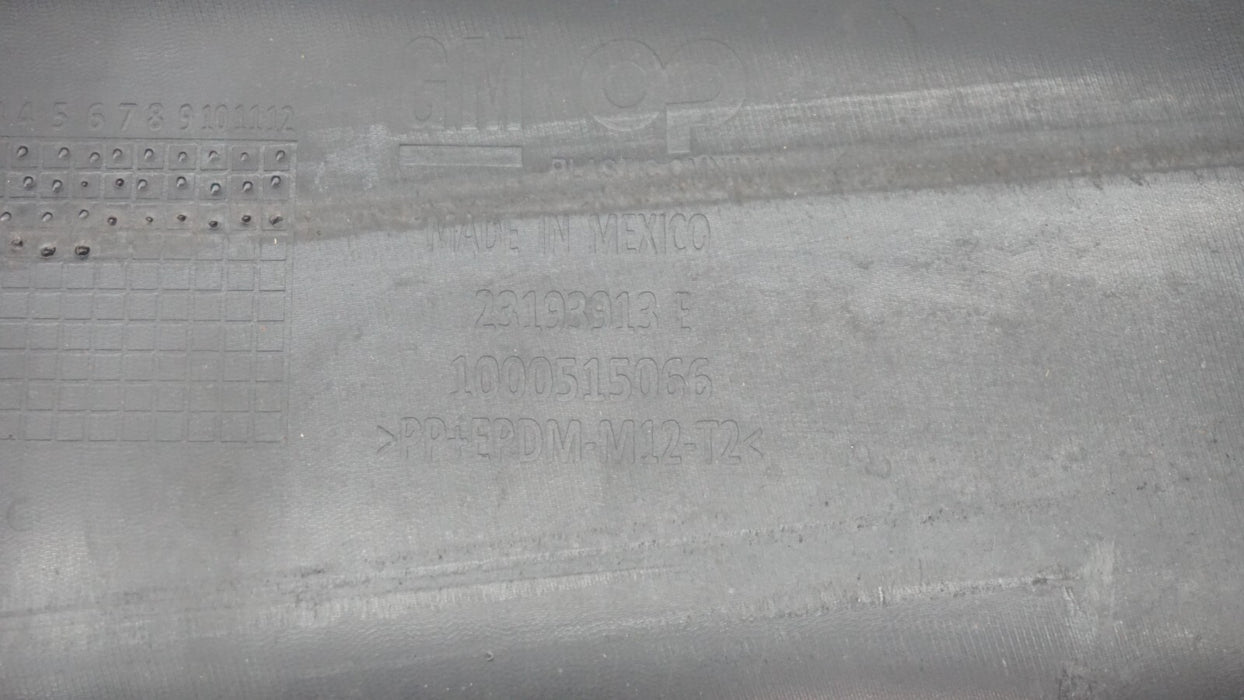 GM cp
4 5 6 7 8 9 10 11 12
MADE IN MEXICO
23193913 E
1000515066
>PP+EPDM-M12-T2<